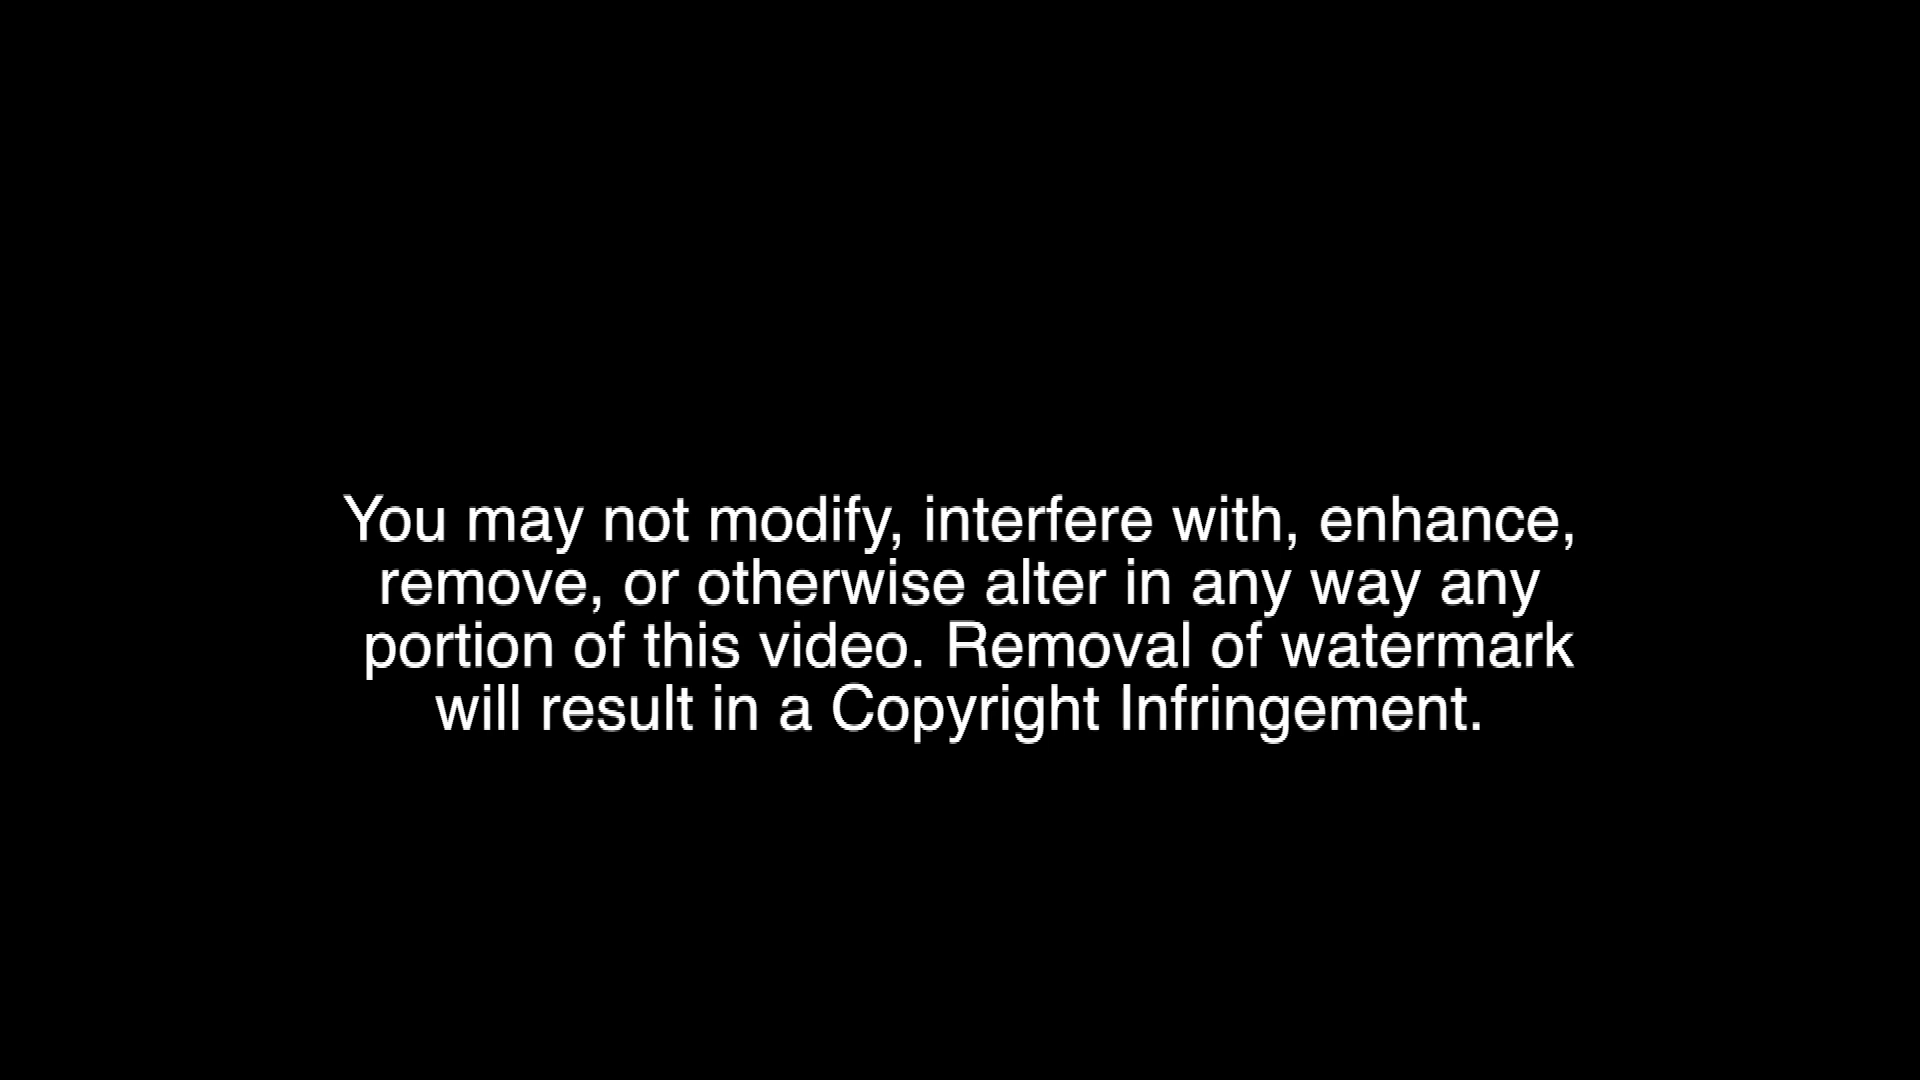 You may not modify, interfere with, enhance,
remove, or otherwise alter in any way any
portion of this video. Removal of watermark
will result in a Copyright Infringement.